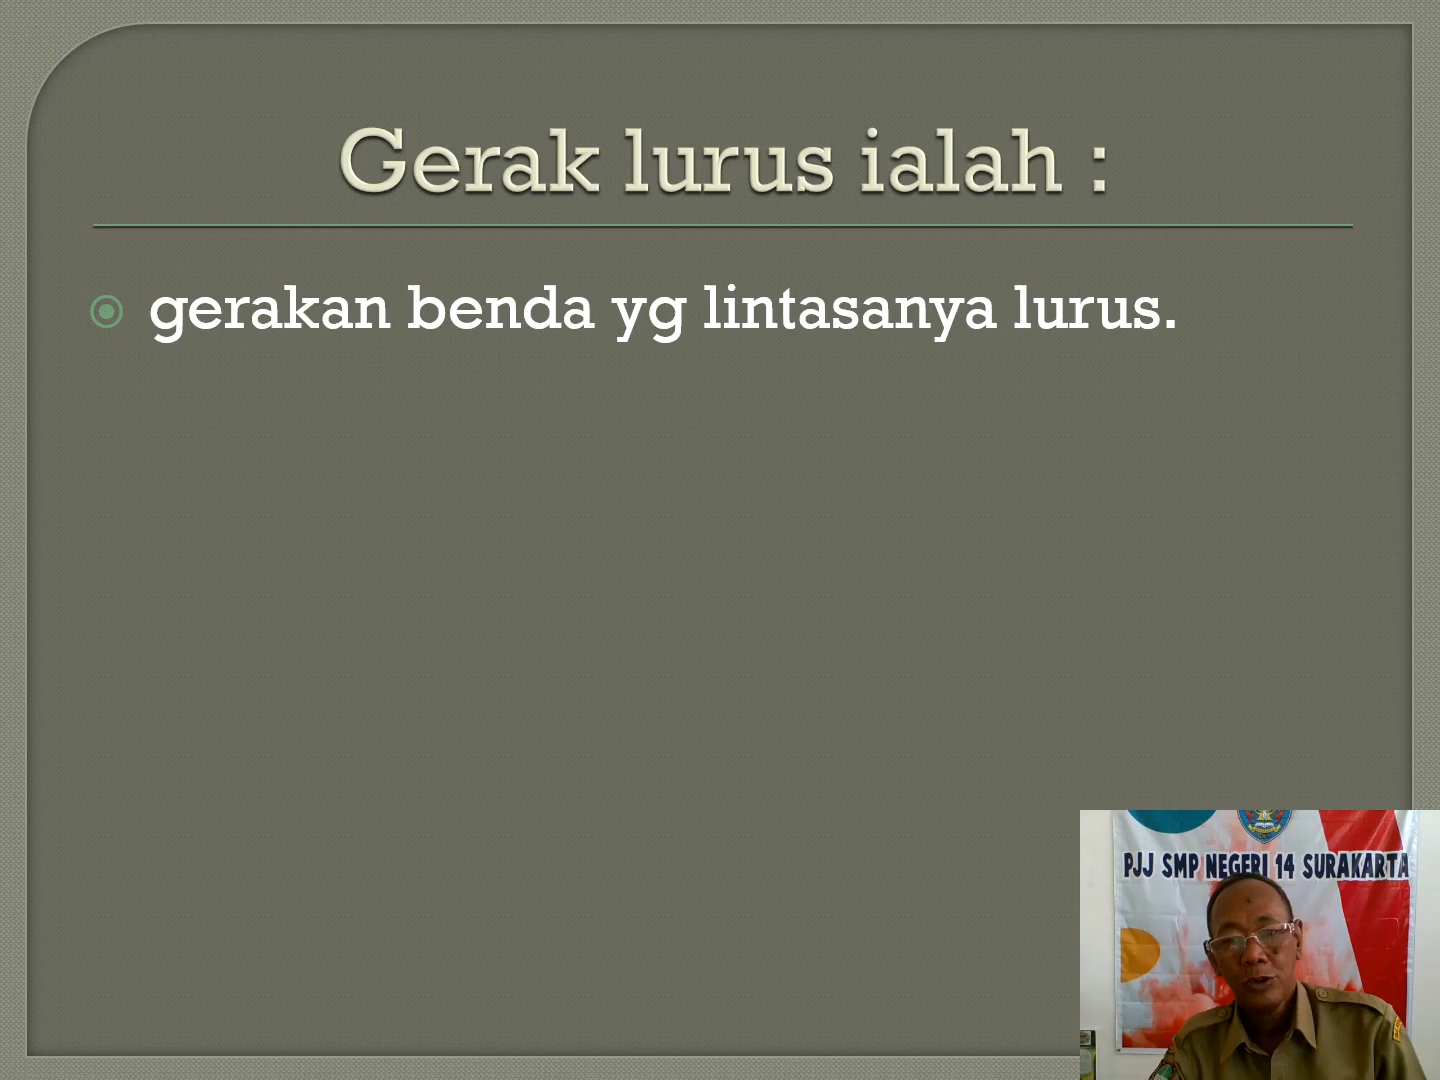 Gerak lurus ialah :
gerakan benda yg lintasanya lurus.
PJJ SMP NEGERI 14 SURAKARTA